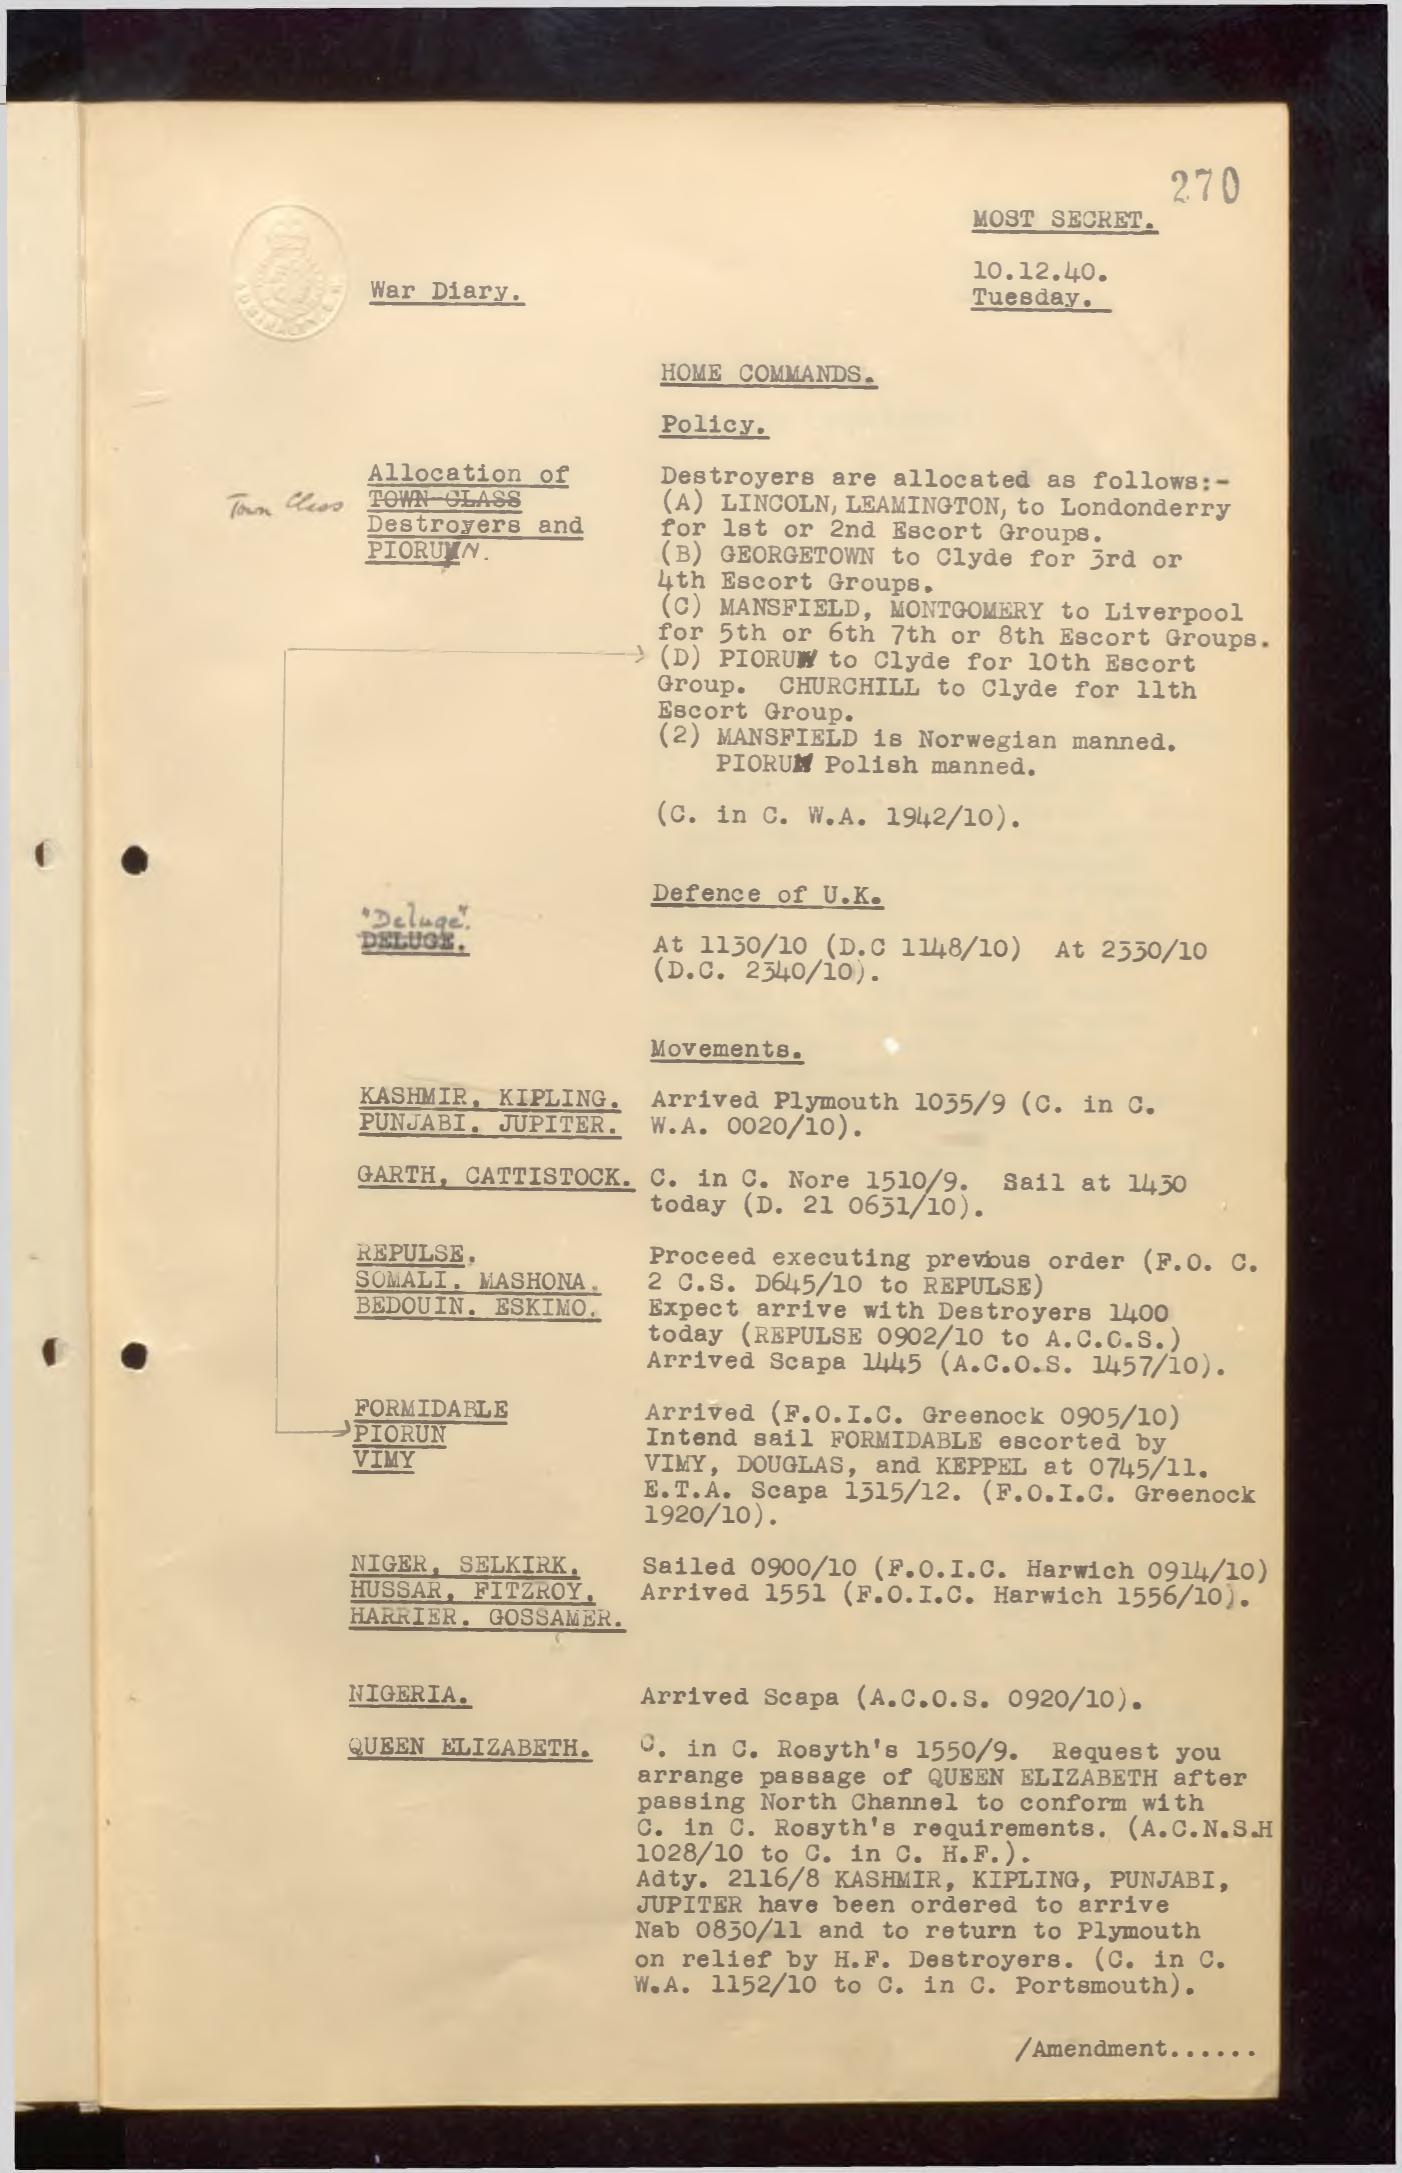 270
MOST SECRET.
10.12.40.
Tuesday.
War Diary.
HOME COMMANDS.
Policy.
Allocation of
Town Class
TOWN CLASS
Destroyers and
PIORUN.
Destroyers are allocated as follows:-
(A) LINCOLN, LEAMINGTON, to Londonderry
for 1st or 2nd Escort Groups.
(B) GEORGETOWN to Clyde for 3rd or
4th Escort Groups.
(C) MANSFIELD, MONTGOMERY to Liverpool
for 5th or 6th 7th or 8th Escort Groups.
(D) PIORUN to Clyde for 10th Escort
Group. CHURCHILL to Clyde for 11th
Escort Group.
(2) MANSFIELD is Norwegian manned.
PIORUN Polish manned.
(C. in C. W.A. 1942/10).
Defence of U.K.
"Deluge".
DELUGE.
At 1130/10 (D.C 1148/10) At 2330/10
(D.C. 2340/10).
Movements.
KASHMIR, KIPLING.
PUNJABI. JUPITER.
Arrived Plymouth 1035/9 (C. in C.
W.A. 0020/10).
GARTH, CATTISTOCK.
C. in C. Nore 1510/9. Sail at 1430
today (D. 21 0631/10).
REPULSE.
SOMALI. MASHONA.
BEDOUIN. ESKIMO.
Proceed executing previous order (F.O. C.
2 C.S. D645/10 to REPULSE)
Expect arrive with Destroyers 1400
today (REPULSE 0902/10 to A.C.O.S.)
Arrived Scapa 1445 (A.C.O.S. 1457/10).
FORMIDABLE
PIORUN
VIMY
Arrived (F.O.I.C. Greenock 0905/10)
Intend sail FORMIDABLE escorted by
VIMY, DOUGLAS, and KEPPEL at 0745/11.
E.T.A. Scapa 1315/12. (F.O.I.C. Greenock
1920/10).
NIGER, SELKIRK.
HUSSAR, FITZROY.
HARRIER. GOSSAMER.
Sailed 0900/10 (F.O.I.C. Harwich 0914/10)
Arrived 1551 (F.O.I.C. Harwich 1556/10).
NIGERIA.
Arrived Scapa (A.C.O.S. 0920/10).
QUEEN ELIZABETH.
C. in C. Rosyth's 1550/9. Request you
arrange passage of QUEEN ELIZABETH after
passing North Channel to conform with
C. in C. Rosyth's requirements. (A.C.N.S.H
1028/10 to C. in C. H.F.).
Adty. 2116/8 KASHMIR, KIPLING, PUNJABI,
JUPITER have been ordered to arrive
Nab 0830/11 and to return to Plymouth
on relief by H.F. Destroyers. (C. in C.
W.A. 1152/10 to C. in C. Portsmouth).
/Amendment......